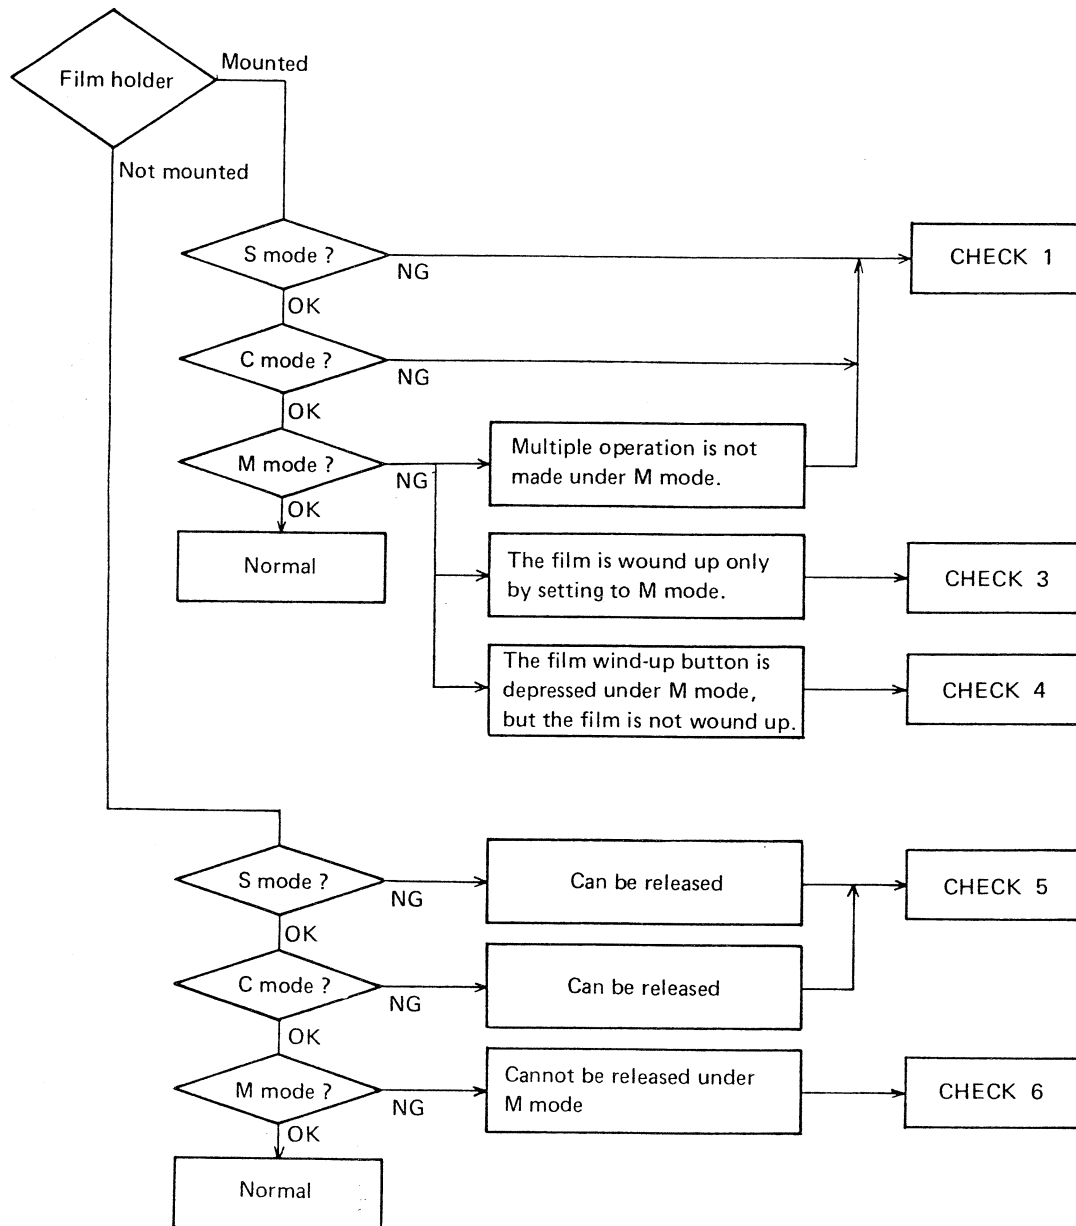 Film holder
Mounted
Not mounted
S mode ?
NG
CHECK 1
OK
C mode ?
NG
OK
M mode ?
NG
Multiple operation is not
made under M mode.
OK
Normal
The film is wound up only
by setting to M mode.
CHECK 3
The film wind-up button is
depressed under M mode,
but the film is not wound up.
CHECK 4
S mode ?
NG
Can be released
CHECK 5
OK
C mode ?
NG
Can be released
OK
M mode ?
NG
Cannot be released under
M mode
CHECK 6
OK
Normal